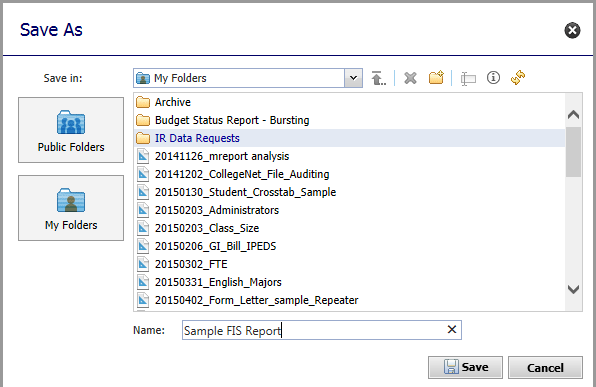 Save As
Save in:
My Folders
Public Folders
My Folders
Archive
Budget Status Report - Bursting
IR Data Requests
20141126_mreport analysis
20141202_CollegeNet_File_Auditing
20150130_Student_Crosstab_Sample
20150203_Administrators
20150203_Class_Size
20150206_GI_Bill_IPEDS
20150302_FTE
20150331_English_Majors
20150402_Form_Letter_sample_Repeater
Name:
Sample FIS Report
Save
Cancel